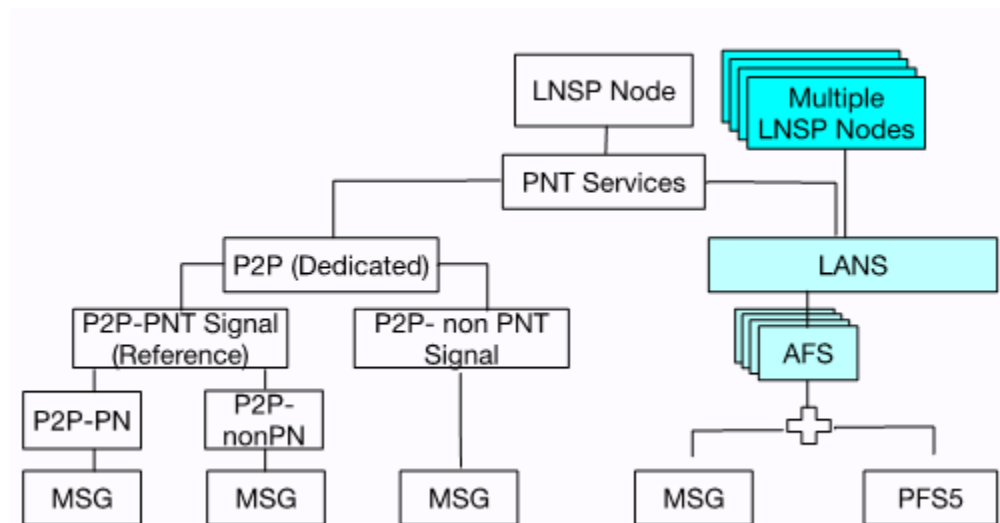 LNSP Node
Multiple
LNSP Nodes
PNT Services
P2P (Dedicated)
LANS
P2P-PNT Signal
(Reference)
P2P- non PNT
Signal
AFS
P2P-PN
P2P-
nonPN
MSG
MSG
MSG
MSG
PFS5